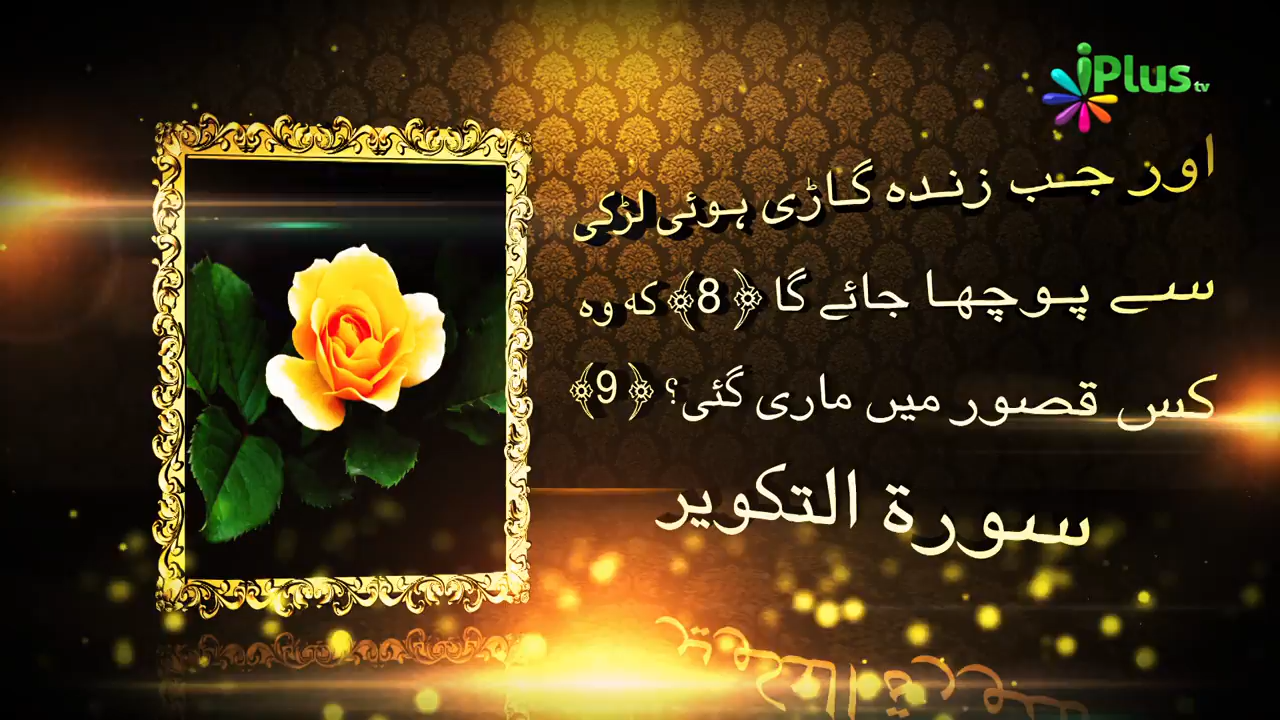 iPlus tv
اور جب زندہ گاڑی ہوئی لڑکی
سے پوچھا جائے گا ﴿8﴾ کہ وہ
کس قصور میں ماری گئی؟ ﴿9﴾
سورة التکویر